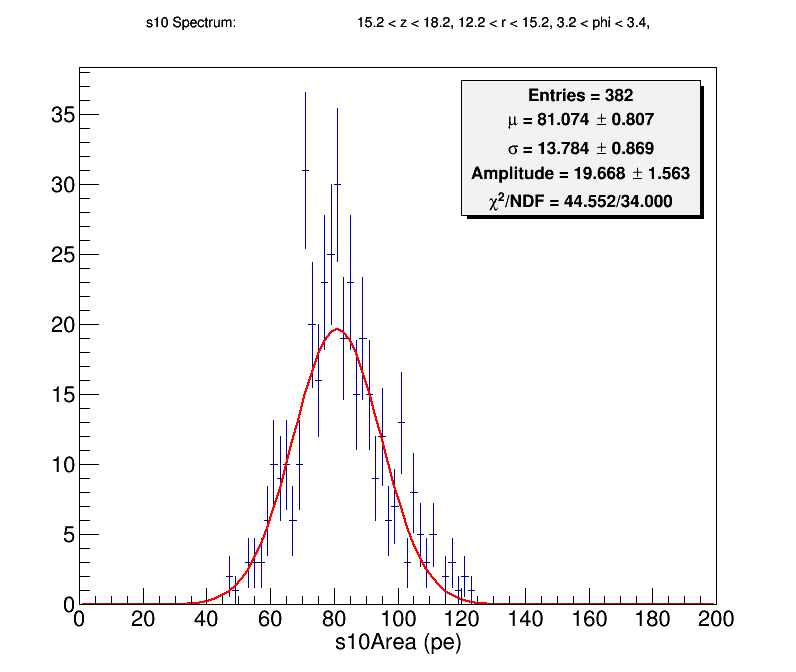 s10 Spectrum: 15.2 < z < 18.2, 12.2 < r < 15.2, 3.2 < phi < 3.4,
Entries = 382
μ = 81.074 ± 0.807
σ = 13.784 ± 0.869
Amplitude = 19.668 ± 1.563
χ²/NDF = 44.552/34.000
35
30
25
20
15
10
5
0
0 20 40 60 80 100 120 140 160 180 200
s10Area (pe)